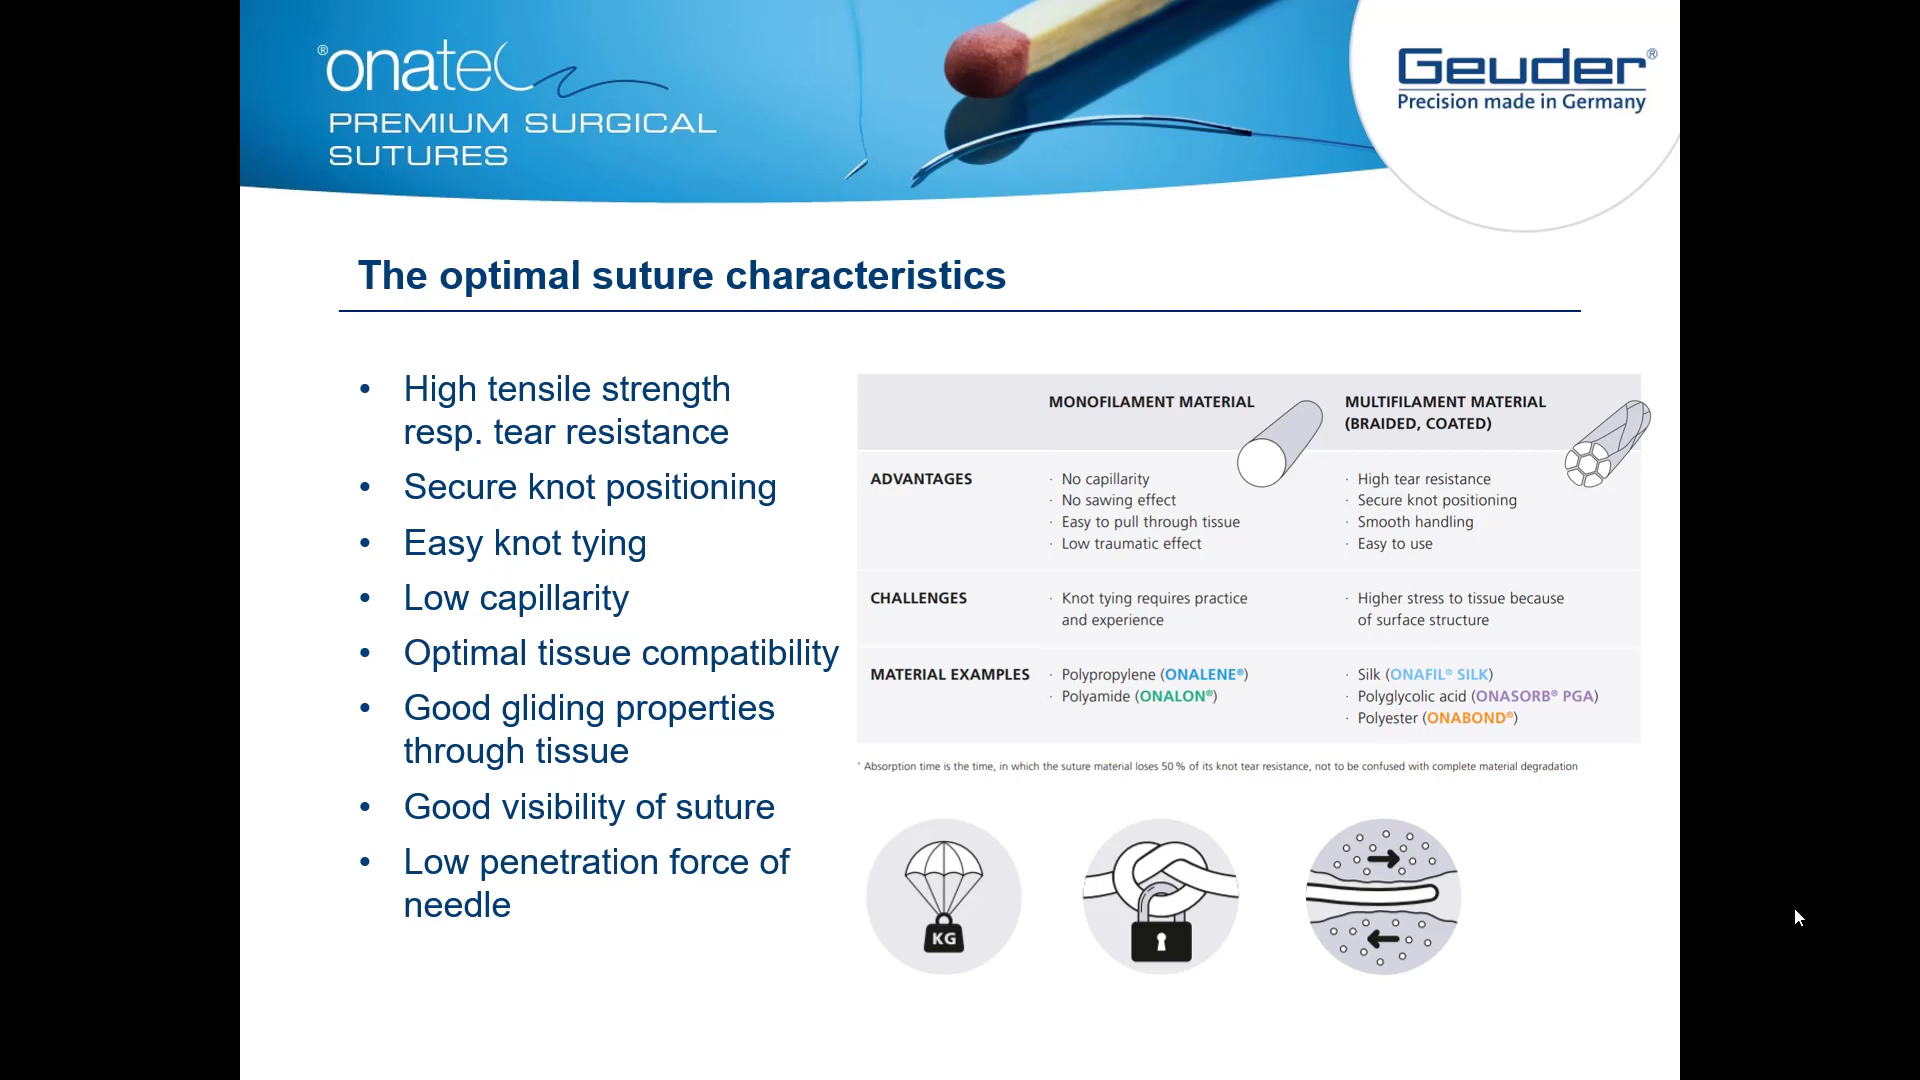 ®onatec
PREMIUM SURGICAL
SUTURES
Geuder®
Precision made in Germany
The optimal suture characteristics
• High tensile strength
resp. tear resistance
• Secure knot positioning
• Easy knot tying
• Low capillarity
• Optimal tissue compatibility
• Good gliding properties
through tissue
• Good visibility of suture
• Low penetration force of
needle
MONOFILAMENT MATERIAL
MULTIFILAMENT MATERIAL
(BRAIDED, COATED)
ADVANTAGES
· No capillarity
· No sawing effect
· Easy to pull through tissue
· Low traumatic effect
· High tear resistance
· Secure knot positioning
· Smooth handling
· Easy to use
CHALLENGES
· Knot tying requires practice
and experience
· Higher stress to tissue because
of surface structure
MATERIAL EXAMPLES
· Polypropylene (ONALENE®)
· Polyamide (ONALON®)
· Silk (ONAFIL® SILK)
· Polyglycolic acid (ONASORB® PGA)
· Polyester (ONABOND®)
* Absorption time is the time, in which the suture material loses 50 % of its knot tear resistance, not to be confused with complete material degradation
KG